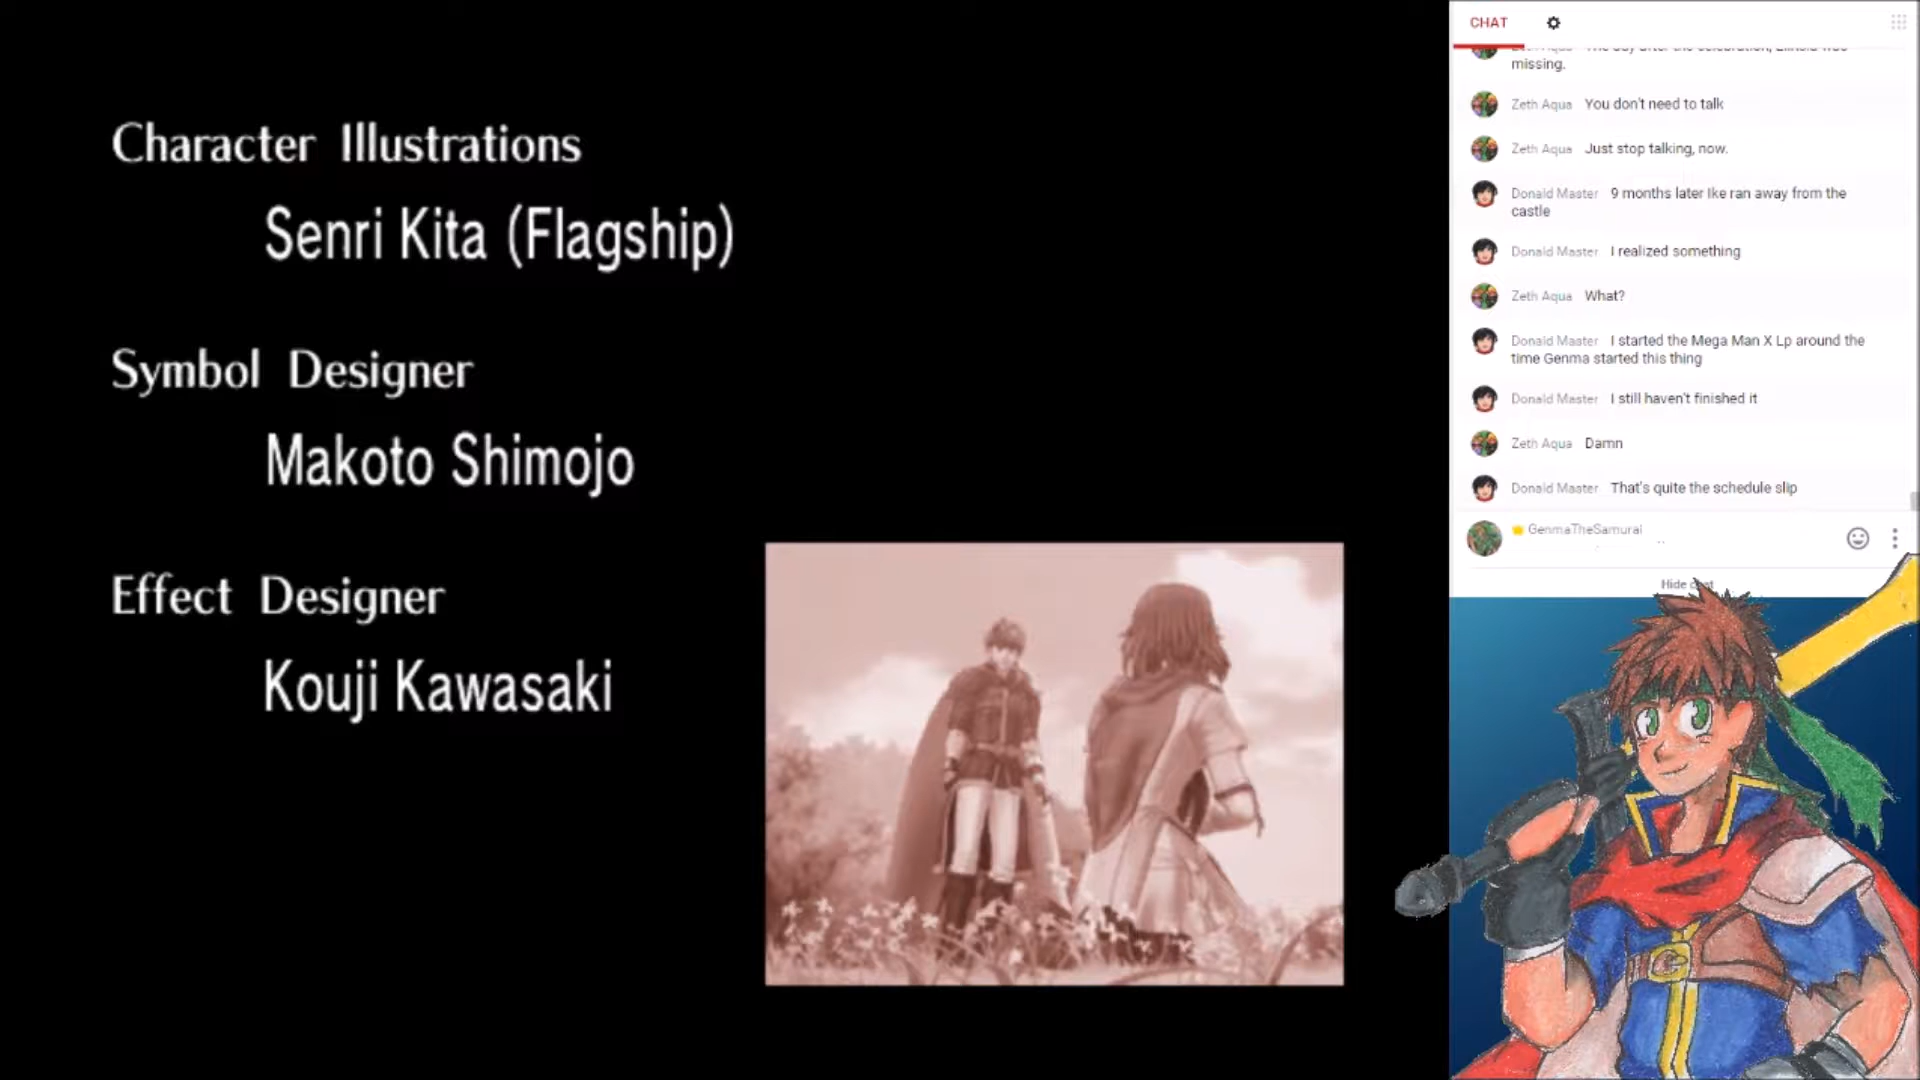 Character Illustrations
Senri Kita (Flagship)
Symbol Designer
Makoto Shimojo
Effect Designer
Kouji Kawasaki
CHAT
missing.
Zeth Aqua You don't need to talk
Zeth Aqua Just stop talking, now.
Donald Master 9 months later Ike ran away from the
castle
Donald Master I realized something
Zeth Aqua What?
Donald Master I started the Mega Man X Lp around the
time Genma started this thing
Donald Master I still haven't finished it
Zeth Aqua Damn
Donald Master That's quite the schedule slip
GenmaTheSamurai
Hide chat